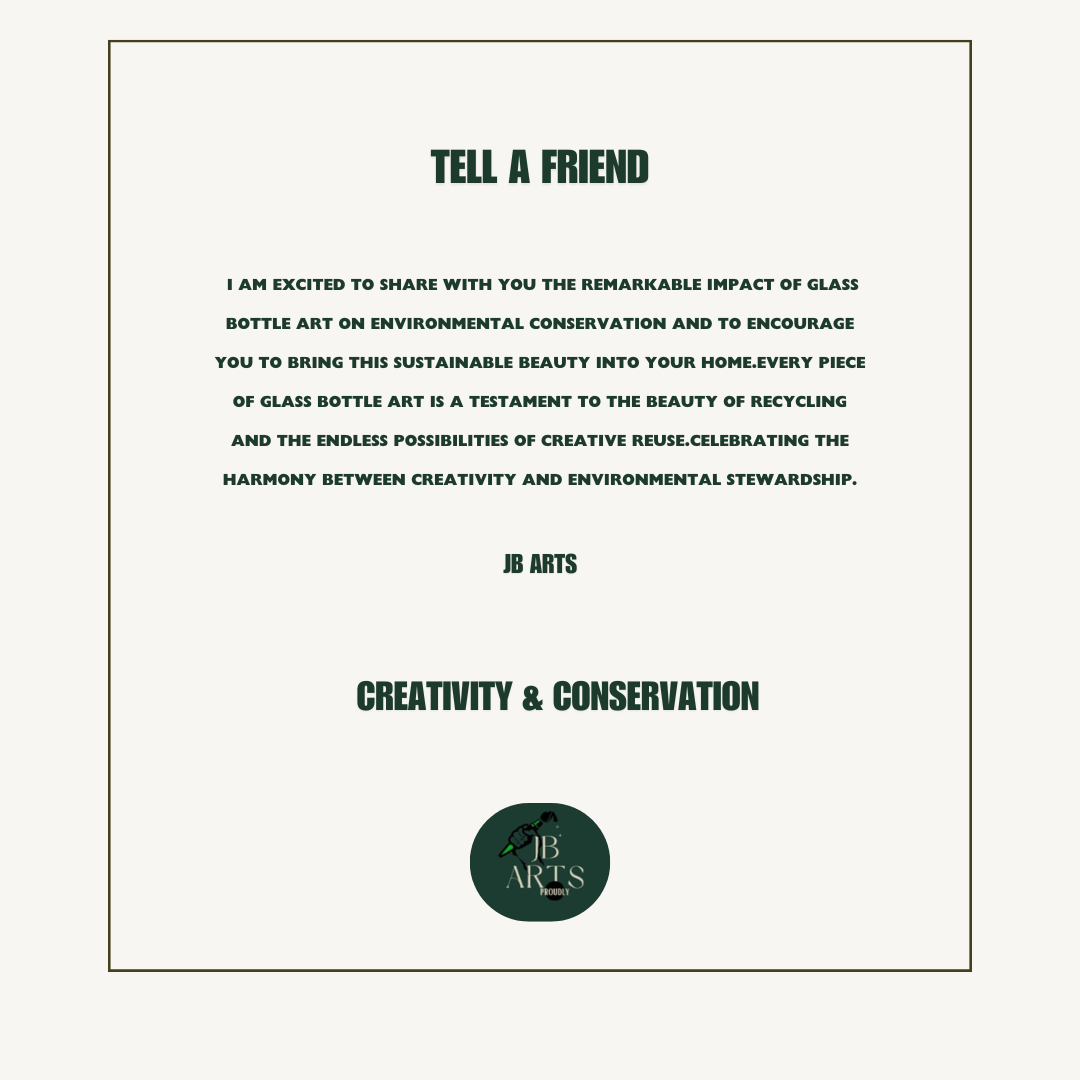 TELL A FRIEND
I AM EXCITED TO SHARE WITH YOU THE REMARKABLE IMPACT OF GLASS
BOTTLE ART ON ENVIRONMENTAL CONSERVATION AND TO ENCOURAGE
YOU TO BRING THIS SUSTAINABLE BEAUTY INTO YOUR HOME.EVERY PIECE
OF GLASS BOTTLE ART IS A TESTAMENT TO THE BEAUTY OF RECYCLING
AND THE ENDLESS POSSIBILITIES OF CREATIVE REUSE.CELEBRATING THE
HARMONY BETWEEN CREATIVITY AND ENVIRONMENTAL STEWARDSHIP.
JB ARTS
CREATIVITY & CONSERVATION
JB
ARTS
PROUDLY